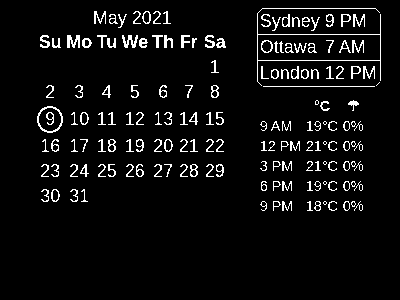 May 2021
Su Mo Tu We Th Fr Sa
1
2 3 4 5 6 7 8
9 10 11 12 13 14 15
16 17 18 19 20 21 22
23 24 25 26 27 28 29
30 31
Sydney 9 PM
Ottawa 7 AM
London 12 PM
°C ☂
9 AM 19°C 0%
12 PM 21°C 0%
3 PM 21°C 0%
6 PM 19°C 0%
9 PM 18°C 0%